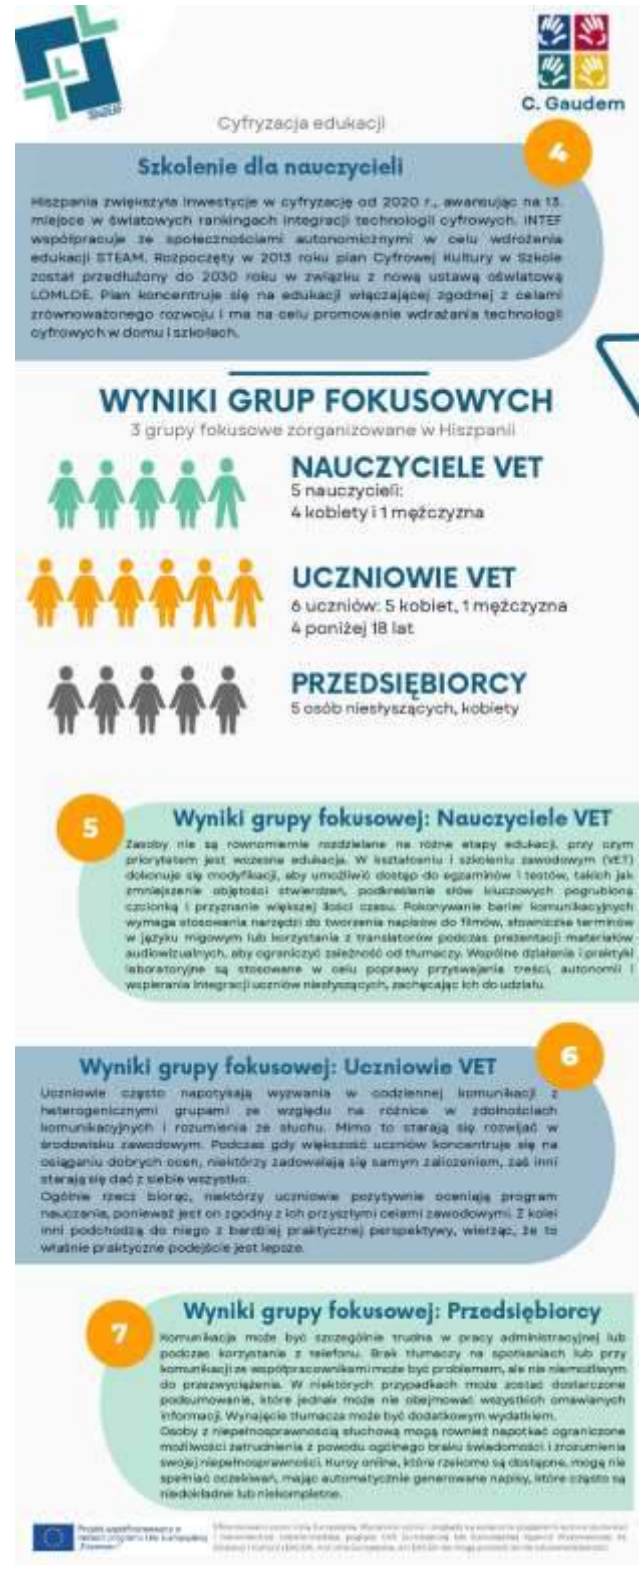 C. Gaudem
Cyfryzacja edukacji
4
Szkolenie dla nauczycieli
Hiszpania zwiększyła inwestycje w cyfryzację od 2020 r., awansując na 13.
miejsce w światowych rankingach integracji technologii cyfrowych. INTEF
współpracuje ze społecznościami autonomicznymi w celu wdrożenia
edukacji STEAM. Rozpoczęty w 2013 roku plan Cyfrowej Kultury w Szkole
został przedłużony do 2030 roku w związku z nową ustawą oświatową
LOMLOE. Plan koncentruje się na edukacji włączającej zgodnej z celami
zrównoważonego rozwoju i ma na celu promowanie wdrażania technologii
cyfrowych w domu i szkołach.
WYNIKI GRUP FOKUSOWYCH
3 grupy fokusowe zorganizowane w Hiszpanii
NAUCZYCIELE VET
5 nauczycieli:
4 kobiety i 1 mężczyzna
UCZNIOWIE VET
6 uczniów: 5 kobiet, 1 mężczyzna
4 poniżej 18 lat
PRZEDSIĘBIORCY
5 osób niesłyszących, kobiety
5
Wyniki grupy fokusowej: Nauczyciele VET
Zasoby nie są równomiernie rozdzielane na różne etapy edukacji, przy czym
priorytetem jest wczesna edukacja. W kształceniu i szkoleniu zawodowym (VET)
dokonuje się modyfikacji, aby umożliwić dostęp do egzaminów i testów, takich jak
zmniejszenie objętości stwierdzeń, podkreślenie słów kluczowych pogrubioną
czcionką i przyznanie większej ilości czasu. Pokonywanie barier komunikacyjnych
wymaga stosowania narzędzi do tworzenia napisów do filmów, słowniczka terminów
w języku migowym lub korzystania z translatorów podczas prezentacji materiałów
audiowizualnych, aby ograniczyć zależność od tłumaczy. Wspólne działania i praktyki
laboratoryjne są stosowane w celu poprawy przyswajania treści, autonomii i
wspierania integracji uczniów niesłyszących, zachęcając ich do udziału.
6
Wyniki grupy fokusowej: Uczniowie VET
Uczniowie często napotykają wyzwania w codziennej komunikacji z
heterogenicznymi grupami ze względu na różnice w zdolnościach
komunikacyjnych i rozumienia ze słuchu. Mimo to starają się rozwijać w
środowisku zawodowym. Podczas gdy większość uczniów koncentruje się na
osiąganiu dobrych ocen, niektórzy zadowalają się samym zaliczeniem, zaś inni
starają się dać z siebie wszystko.
Ogólnie rzecz biorąc, niektórzy uczniowie pozytywnie oceniają program
nauczania, ponieważ jest on zgodny z ich przyszłymi celami zawodowymi. Z kolei
inni podchodzą do niego z bardziej praktycznej perspektywy, wierząc, że to
właśnie praktyczne podejście jest lepsze.
7
Wyniki grupy fokusowej: Przedsiębiorcy
Komunikacja może być szczególnie trudna w pracy administracyjnej lub
podczas korzystania z telefonu. Brak tłumaczy na spotkaniach lub przy
komunikacji ze współpracownikami może być problemem, ale nie niemożliwym
do przezwyciężenia. W niektórych przypadkach może zostać dostarczone
podsumowanie, które jednak może nie obejmować wszystkich omawianych
informacji. Wynajęcie tłumacza może być dodatkowym wydatkiem.
Osoby z niepełnosprawnością słuchową mogą również napotkać ograniczone
możliwości zatrudnienia z powodu ogólnego braku świadomości i zrozumienia
swojej niepełnosprawności. Kursy online, które rzekomo są dostępne, mogą nie
spełniać oczekiwań, mając automatycznie generowane napisy, które często są
niedokładne lub niekompletne.